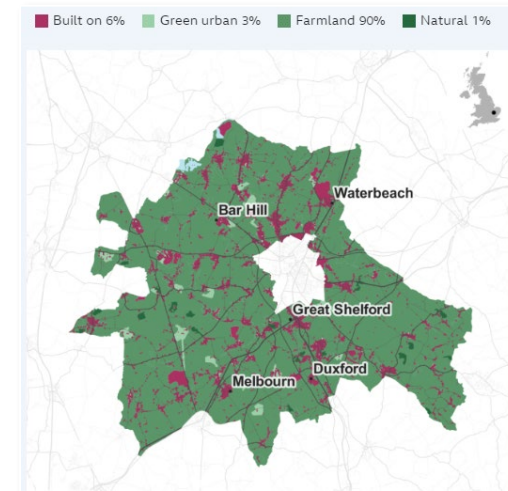 Built on 6% Green urban 3% Farmland 90% Natural 1%
Waterbeach
Bar Hill
Great Shelford
Duxford
Melbourn